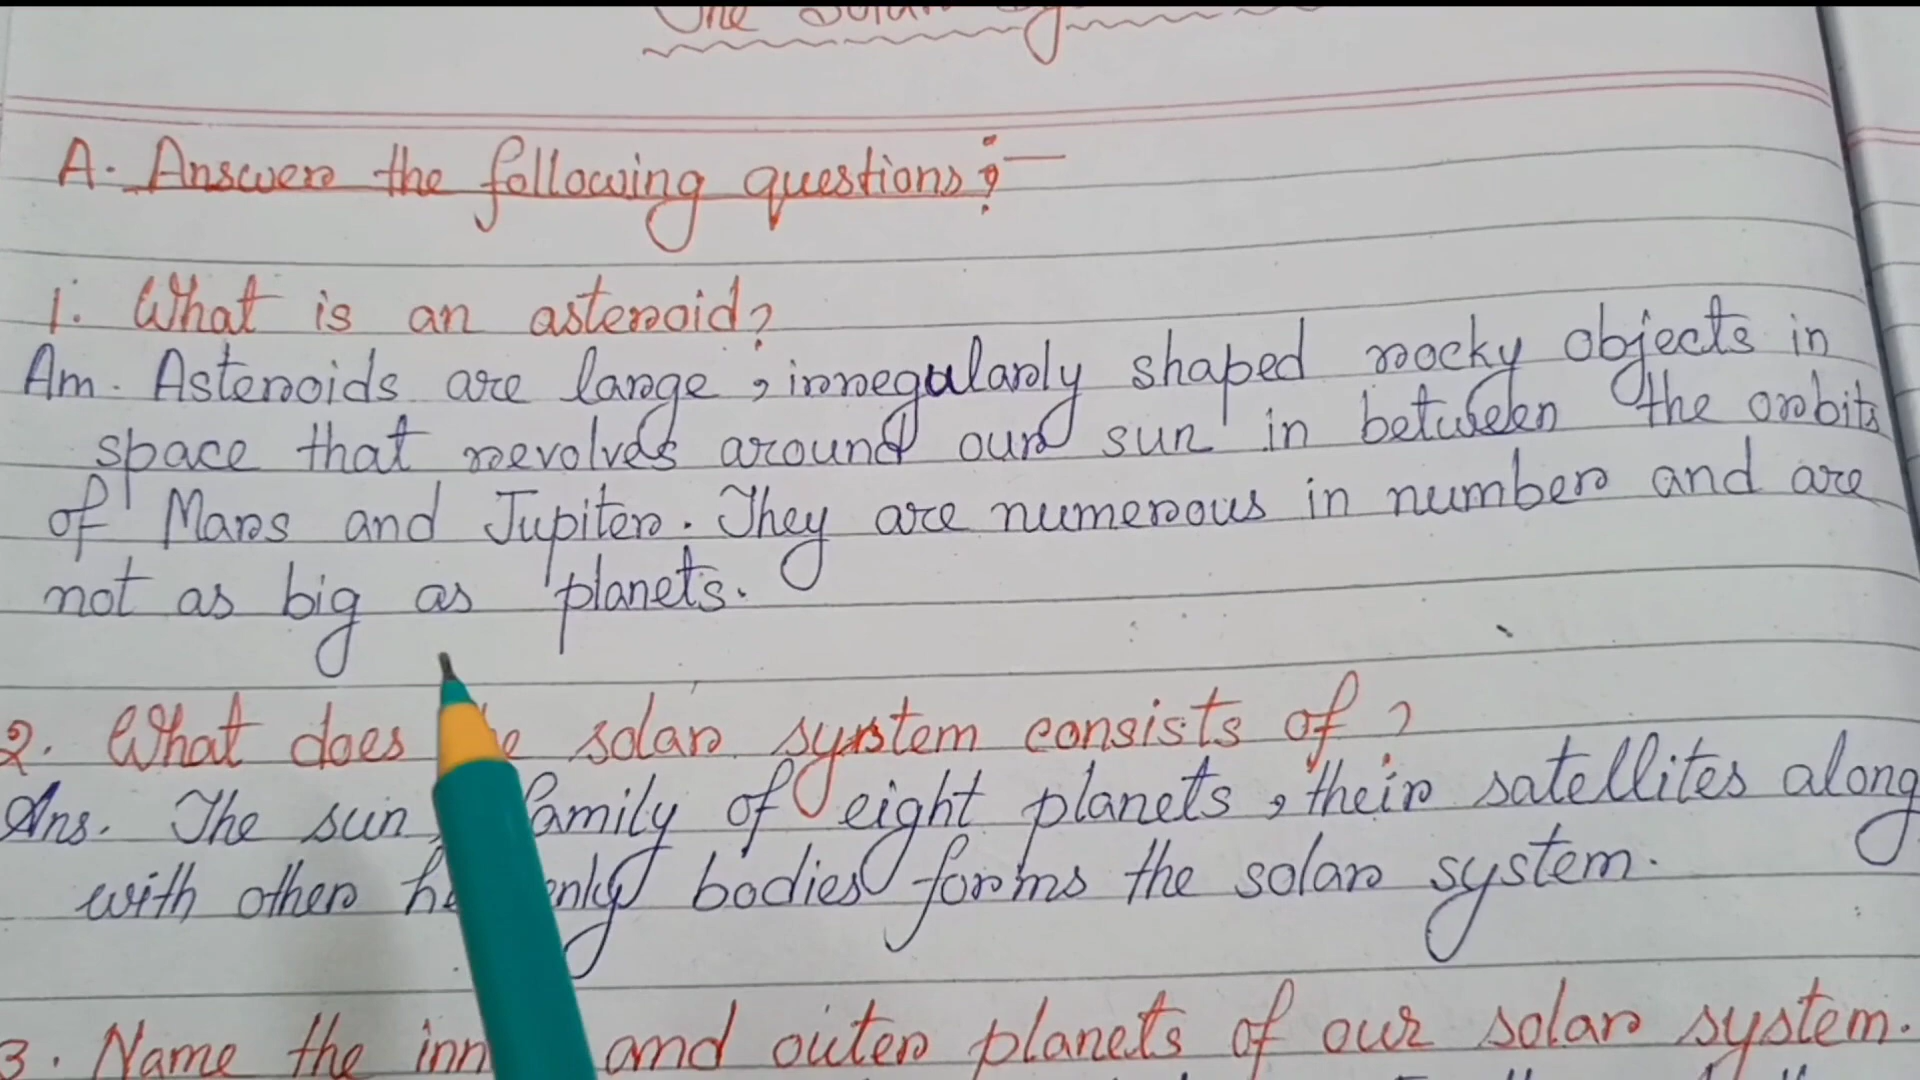 The Solar
A. Answer the following questions :—
1. What is an asteroid?
Ans. Asteroids are large, irregularly shaped rocky objects in
space that revolves around our sun in between the orbits
of Mars and Jupiter. They are numerous in number and are
not as big as planets.
2. What does solar system consists of?
Ans. The sun, family of eight planets, their satellites along
with other bodies forms the solar system.
3. Name the and outer planets of our solar system.